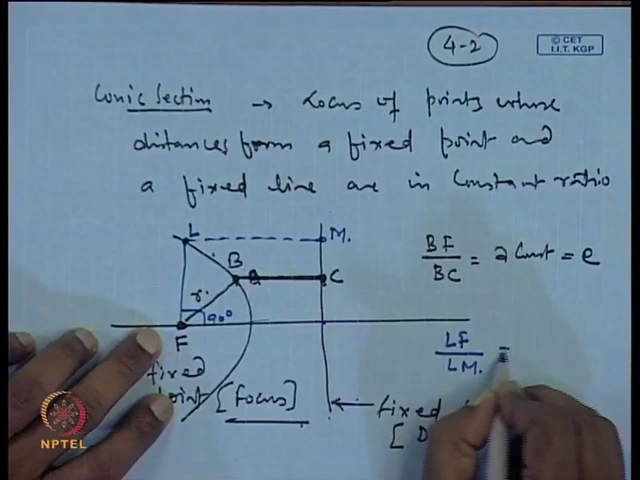 4-2
© CET
I.I.T. KGP
Conic Section → Locus of points whose
distances form a fixed point and
a fixed line are in constant ratio
L
M.
B
C
r
90°
F
BF/BC = a Const = e
LF/LM. =
fixed
point [focus]
← fixed
[ D
NPTEL